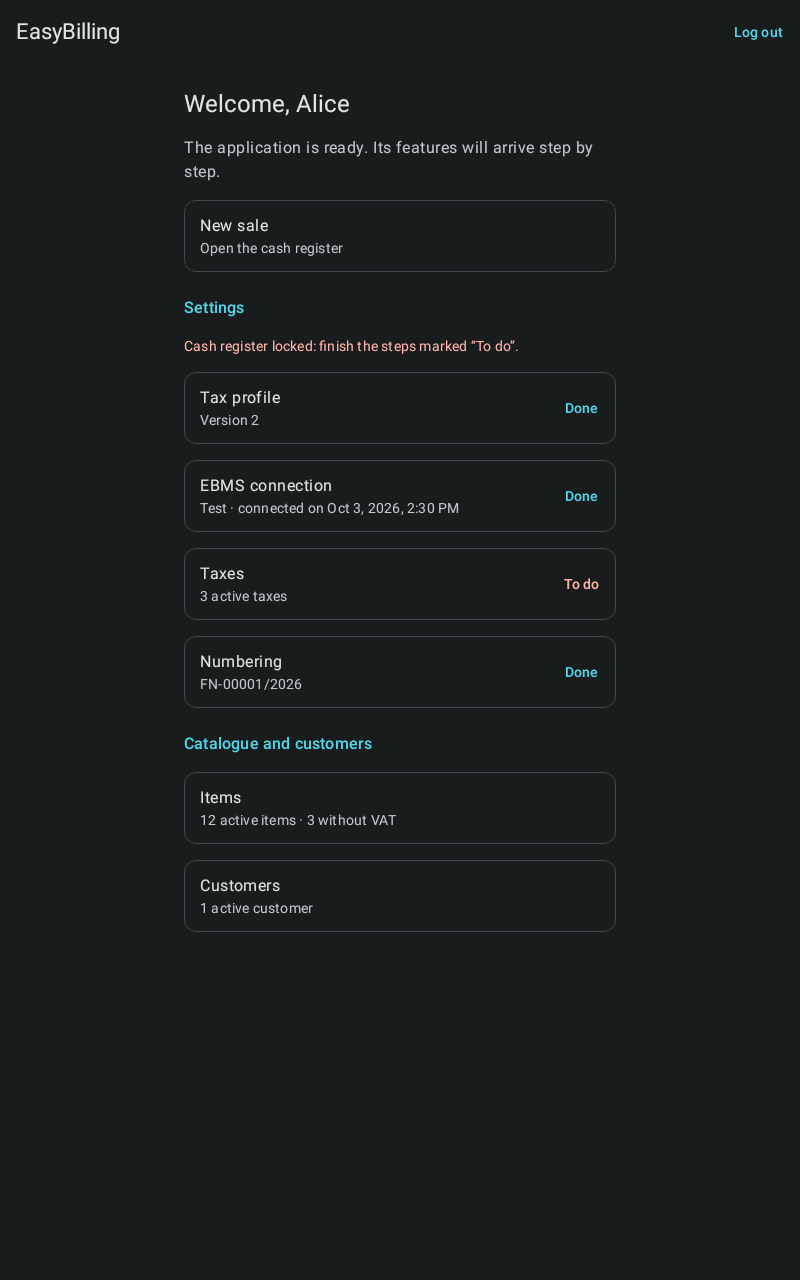 EasyBilling
Log out
Welcome, Alice
The application is ready. Its features will arrive step by
step.
New sale
Open the cash register
Settings
Cash register locked: finish the steps marked “To do”.
Tax profile
Version 2
Done
EBMS connection
Test · connected on Oct 3, 2026, 2:30 PM
Done
Taxes
3 active taxes
To do
Numbering
FN-00001/2026
Done
Catalogue and customers
Items
12 active items · 3 without VAT
Customers
1 active customer